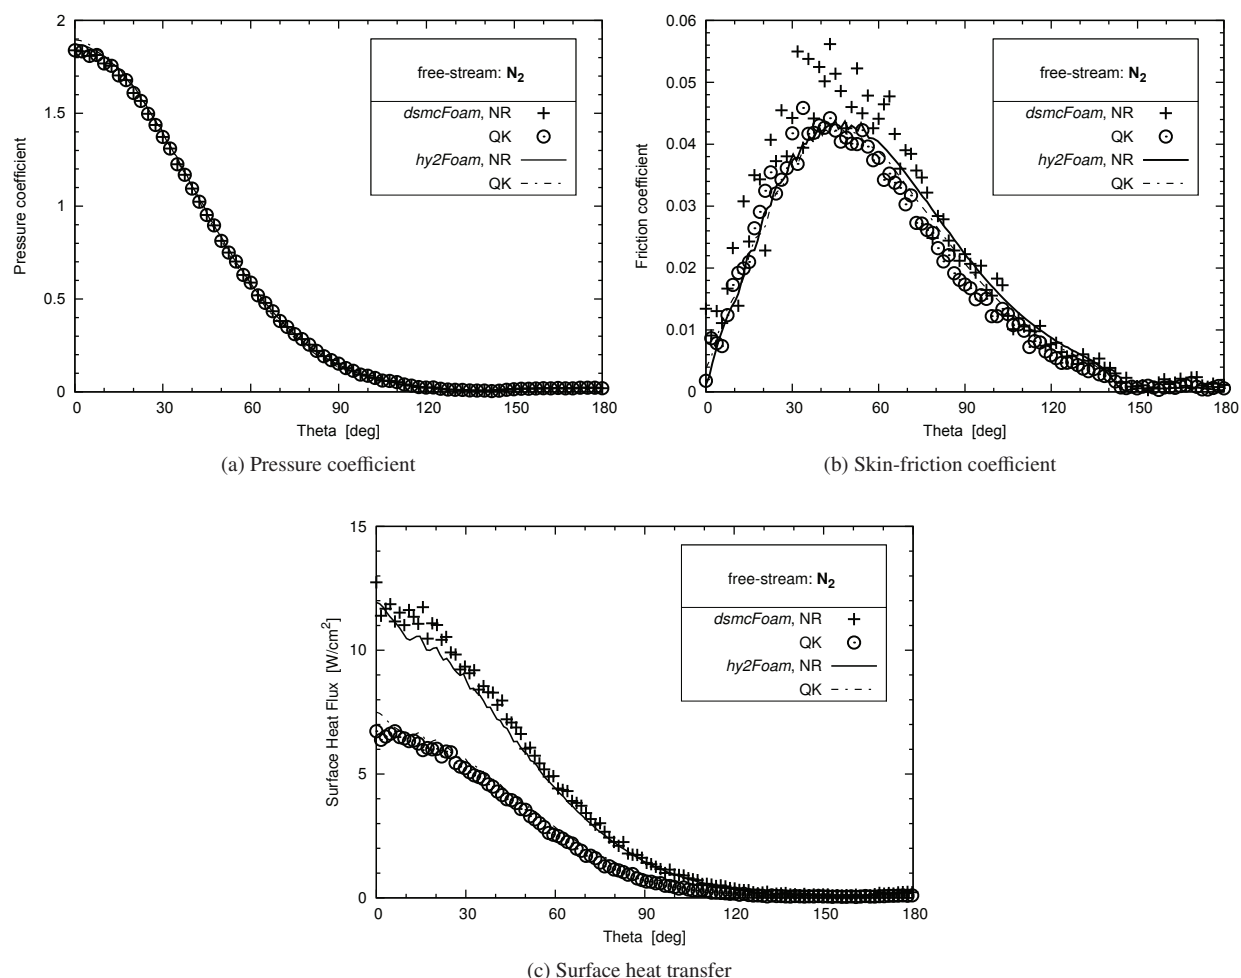 2
1.5
1
0.5
0
Pressure coefficient
free-stream: N2
dsmcFoam, NR
QK
hy2Foam, NR
QK
0 30 60 90 120 150 180
Theta [deg]
(a) Pressure coefficient
0.06
0.05
0.04
0.03
0.02
0.01
0
Friction coefficient
free-stream: N2
dsmcFoam, NR
QK
hy2Foam, NR
QK
0 30 60 90 120 150 180
Theta [deg]
(b) Skin-friction coefficient
15
10
5
0
Surface Heat Flux [W/cm²]
free-stream: N2
dsmcFoam, NR
QK
hy2Foam, NR
QK
0 30 60 90 120 150 180
Theta [deg]
(c) Surface heat transfer